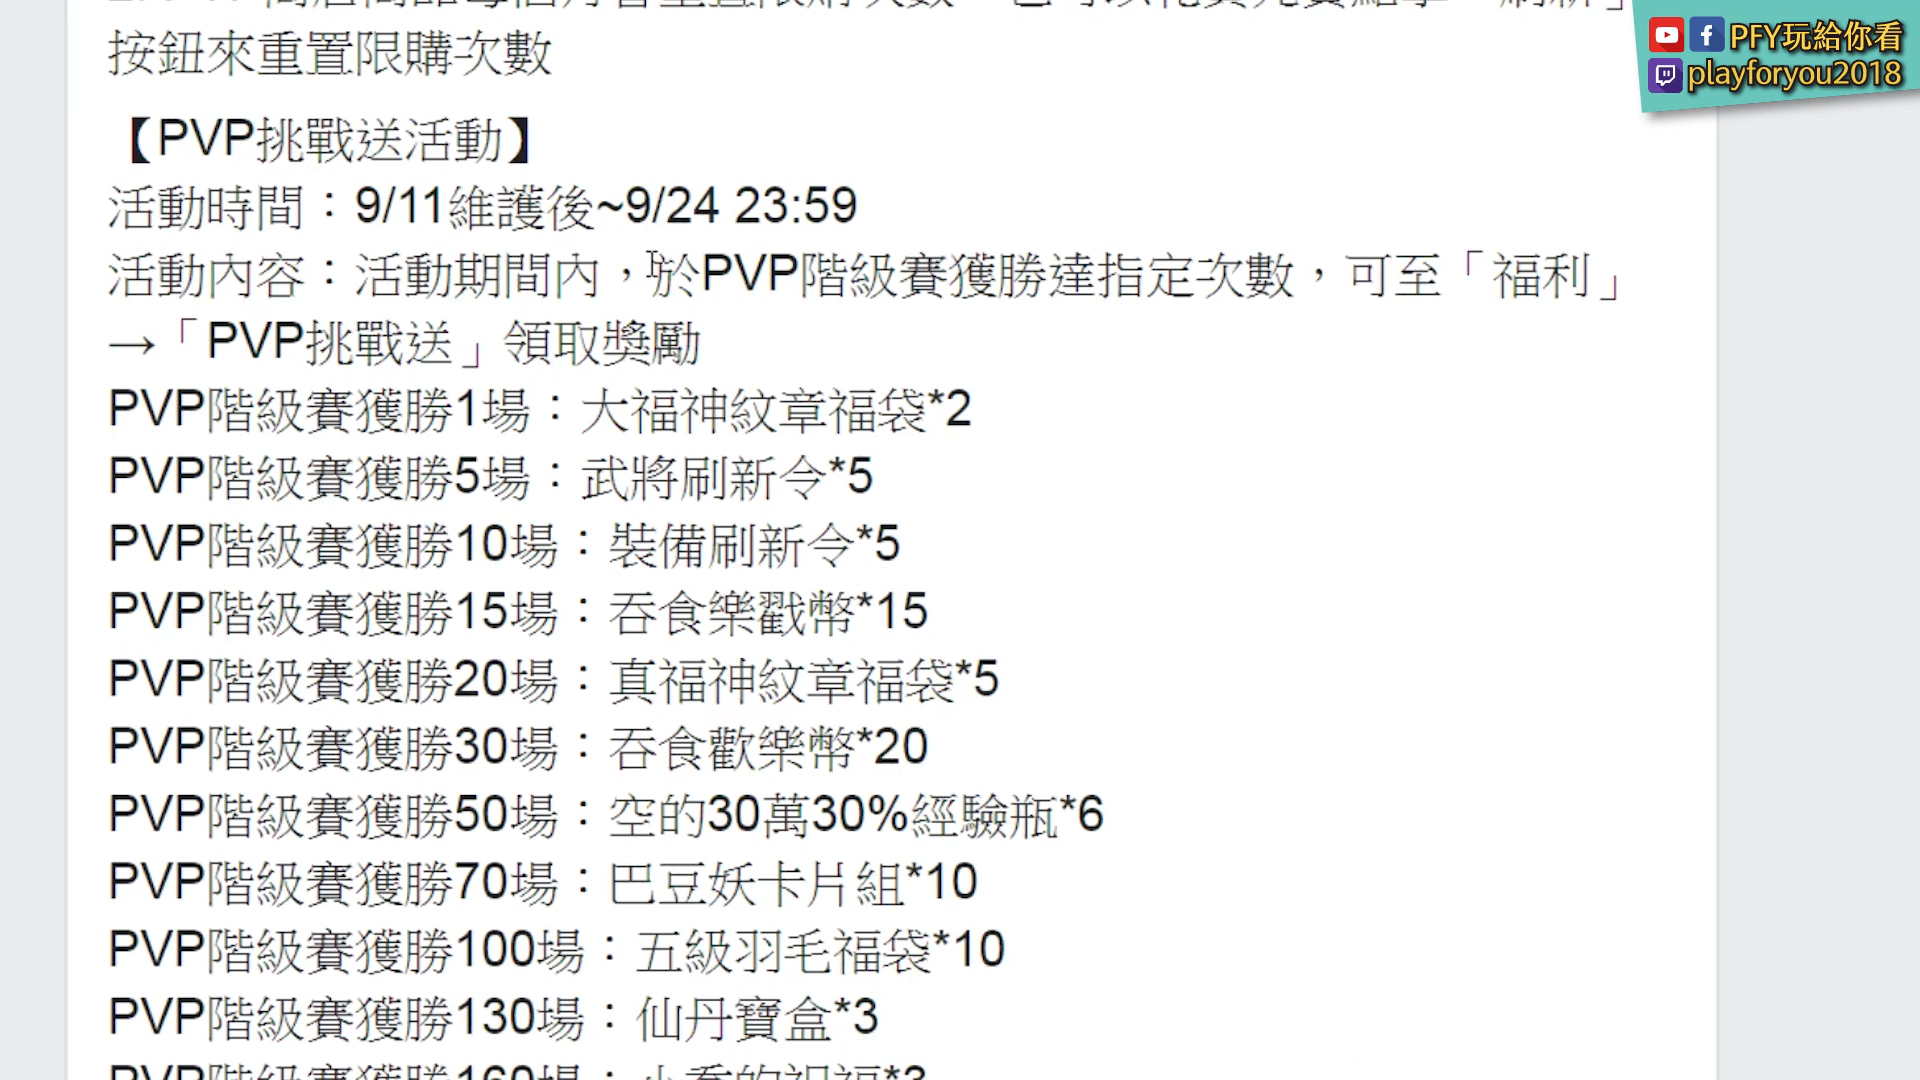 按鈕來重置限購次數
PFY玩給你看
playforyou2018
【PVP挑戰送活動】
活動時間：9/11維護後~9/24 23:59
活動內容：活動期間內，於PVP階級賽獲勝達指定次數，可至「福利」
→「PVP挑戰送」領取獎勵
PVP階級賽獲勝1場：大福神紋章福袋*2
PVP階級賽獲勝5場：武將刷新令*5
PVP階級賽獲勝10場：裝備刷新令*5
PVP階級賽獲勝15場：吞食樂戳幣*15
PVP階級賽獲勝20場：真福神紋章福袋*5
PVP階級賽獲勝30場：吞食歡樂幣*20
PVP階級賽獲勝50場：空的30萬30%經驗瓶*6
PVP階級賽獲勝70場：巴豆妖卡片組*10
PVP階級賽獲勝100場：五級羽毛福袋*10
PVP階級賽獲勝130場：仙丹寶盒*3